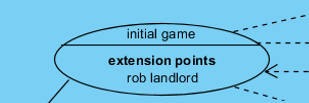 initial game
extension points
rob landlord